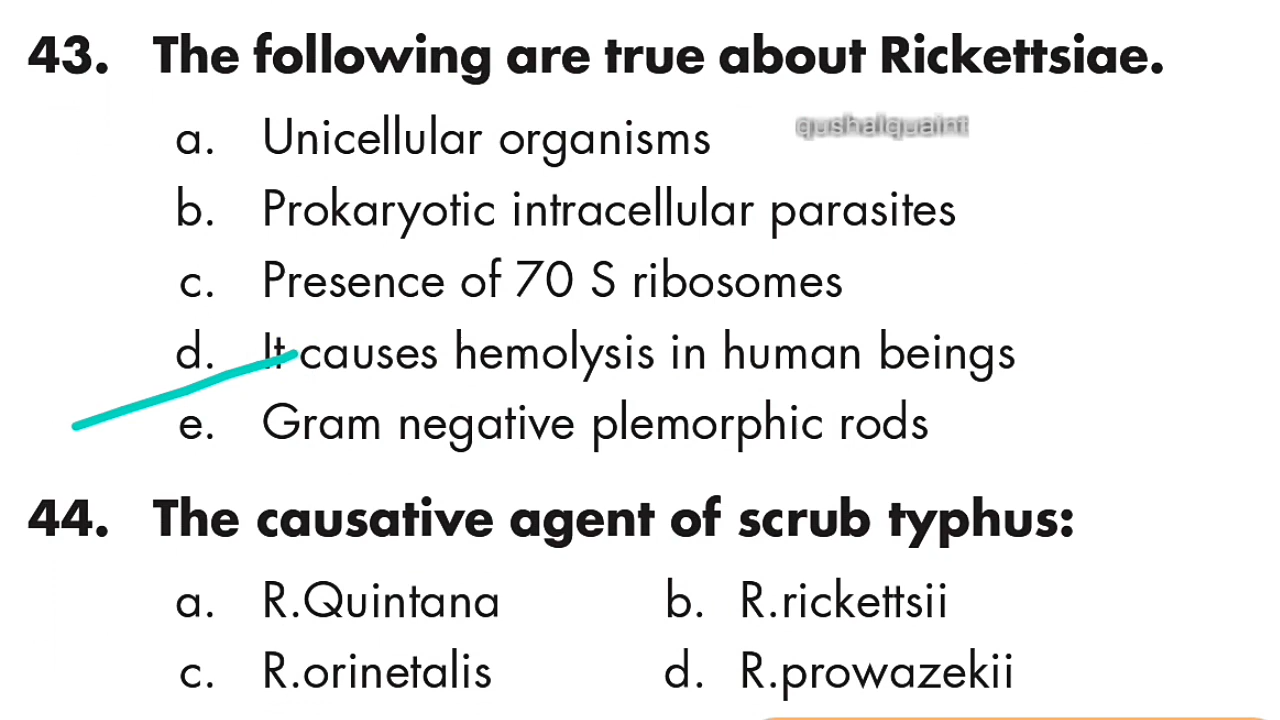 43. The following are true about Rickettsiae.
a. Unicellular organisms qushalquaint
b. Prokaryotic intracellular parasites
c. Presence of 70 S ribosomes
d. It causes hemolysis in human beings
e. Gram negative plemorphic rods
44. The causative agent of scrub typhus:
a. R.Quintana b. R.rickettsii
c. R.orinetalis d. R.prowazekii